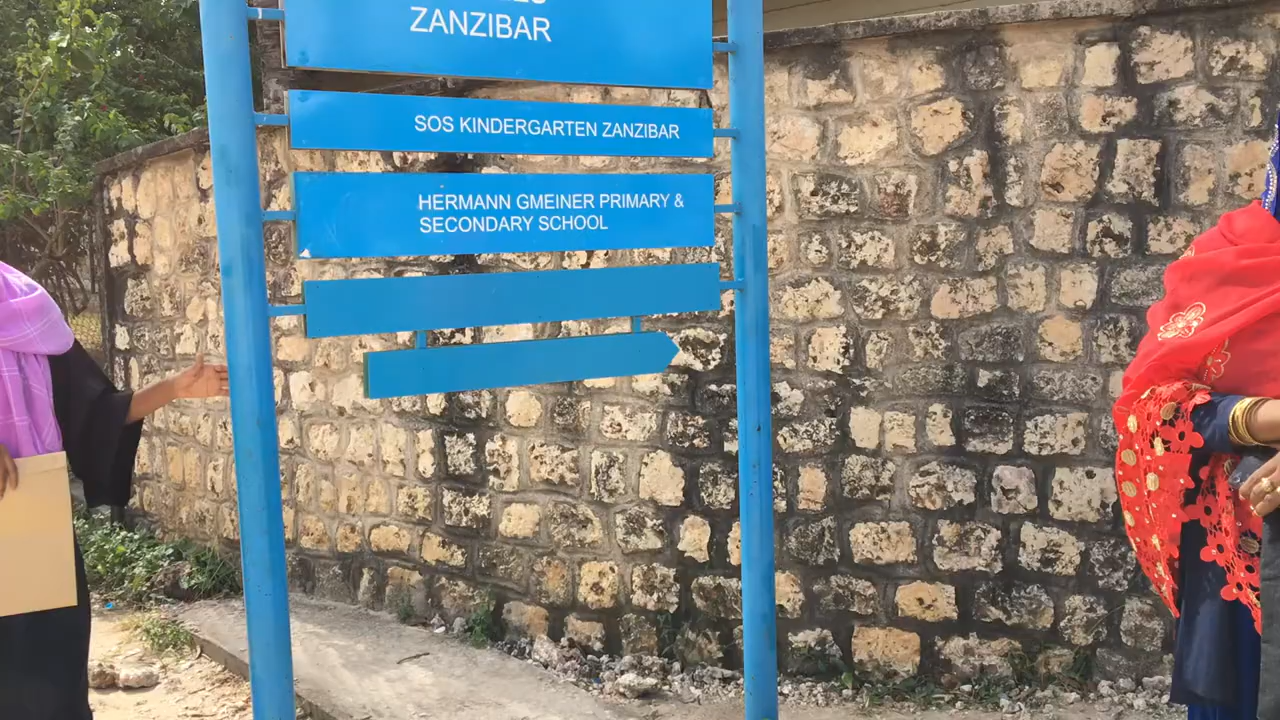 ZANZIBAR
SOS KINDERGARTEN ZANZIBAR
HERMANN GMEINER PRIMARY &
SECONDARY SCHOOL